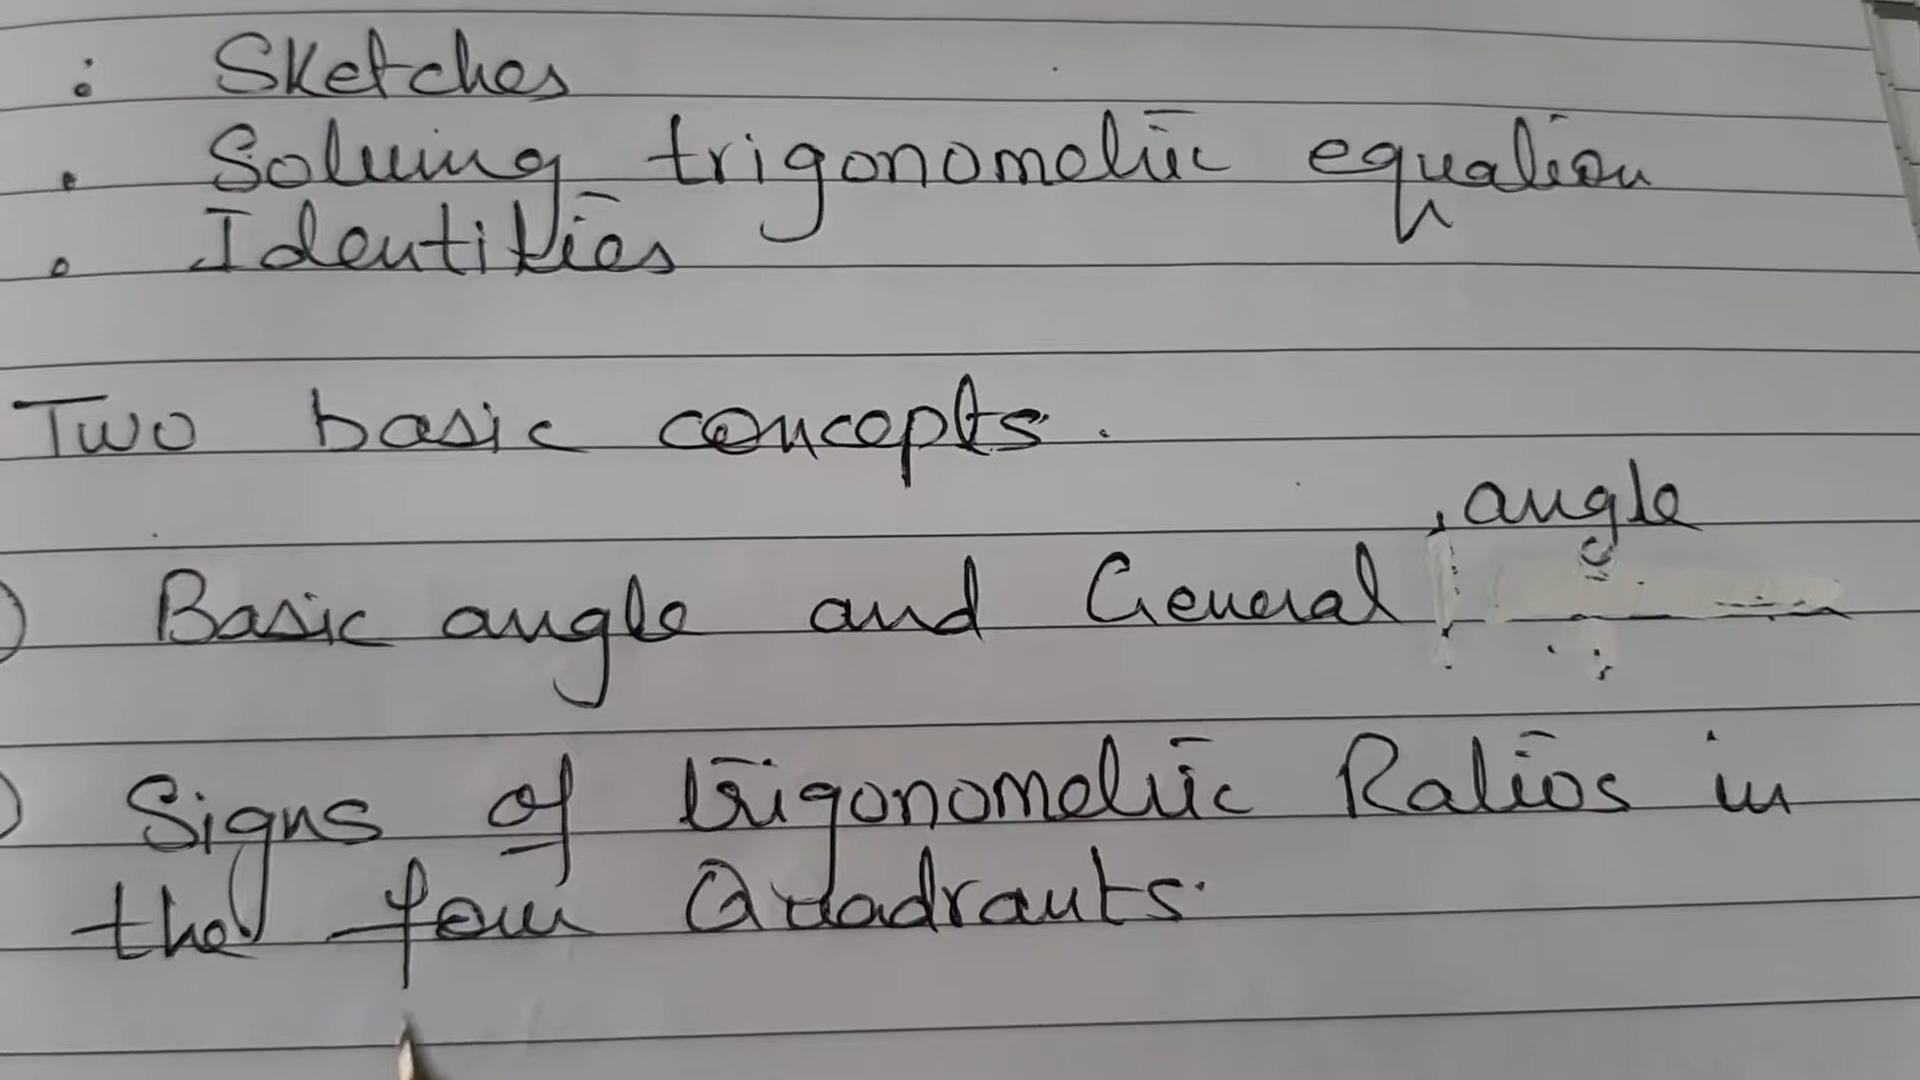 : Sketches
. Solving trigonometric equation
. Identities
Two basic concepts.
angle
) Basic angle and General
) Signs of trigonometric Ratios in
the four Quadrants.